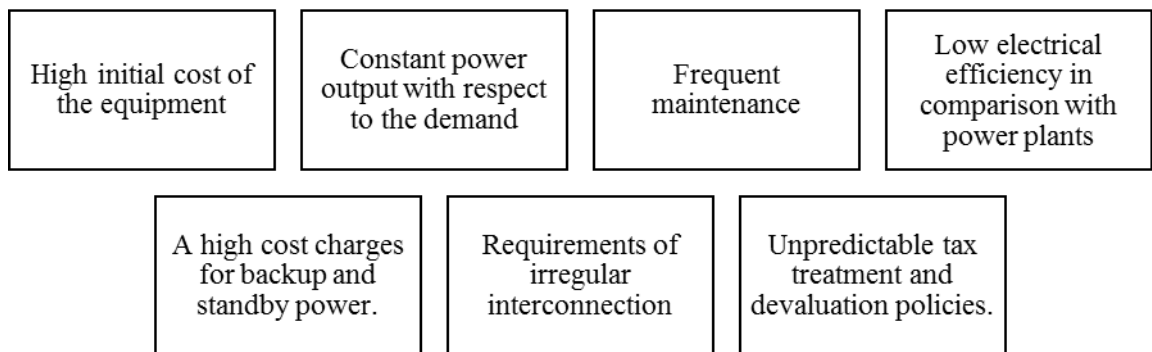 High initial cost of
the equipment
Constant power
output with respect
to the demand
Frequent
maintenance
Low electrical
efficiency in
comparison with
power plants
A high cost charges
for backup and
standby power.
Requirements of
irregular
interconnection
Unpredictable tax
treatment and
devaluation policies.